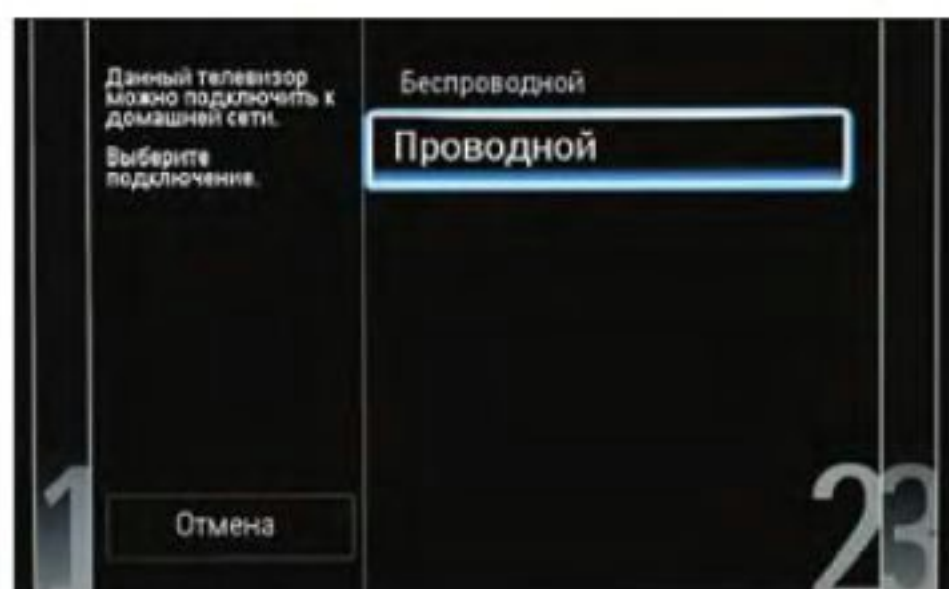 Данный телевизор
можно подключить к
домашней сети.
Выберите
подключение.
Беспроводной
Проводной
Отмена
1
2
3